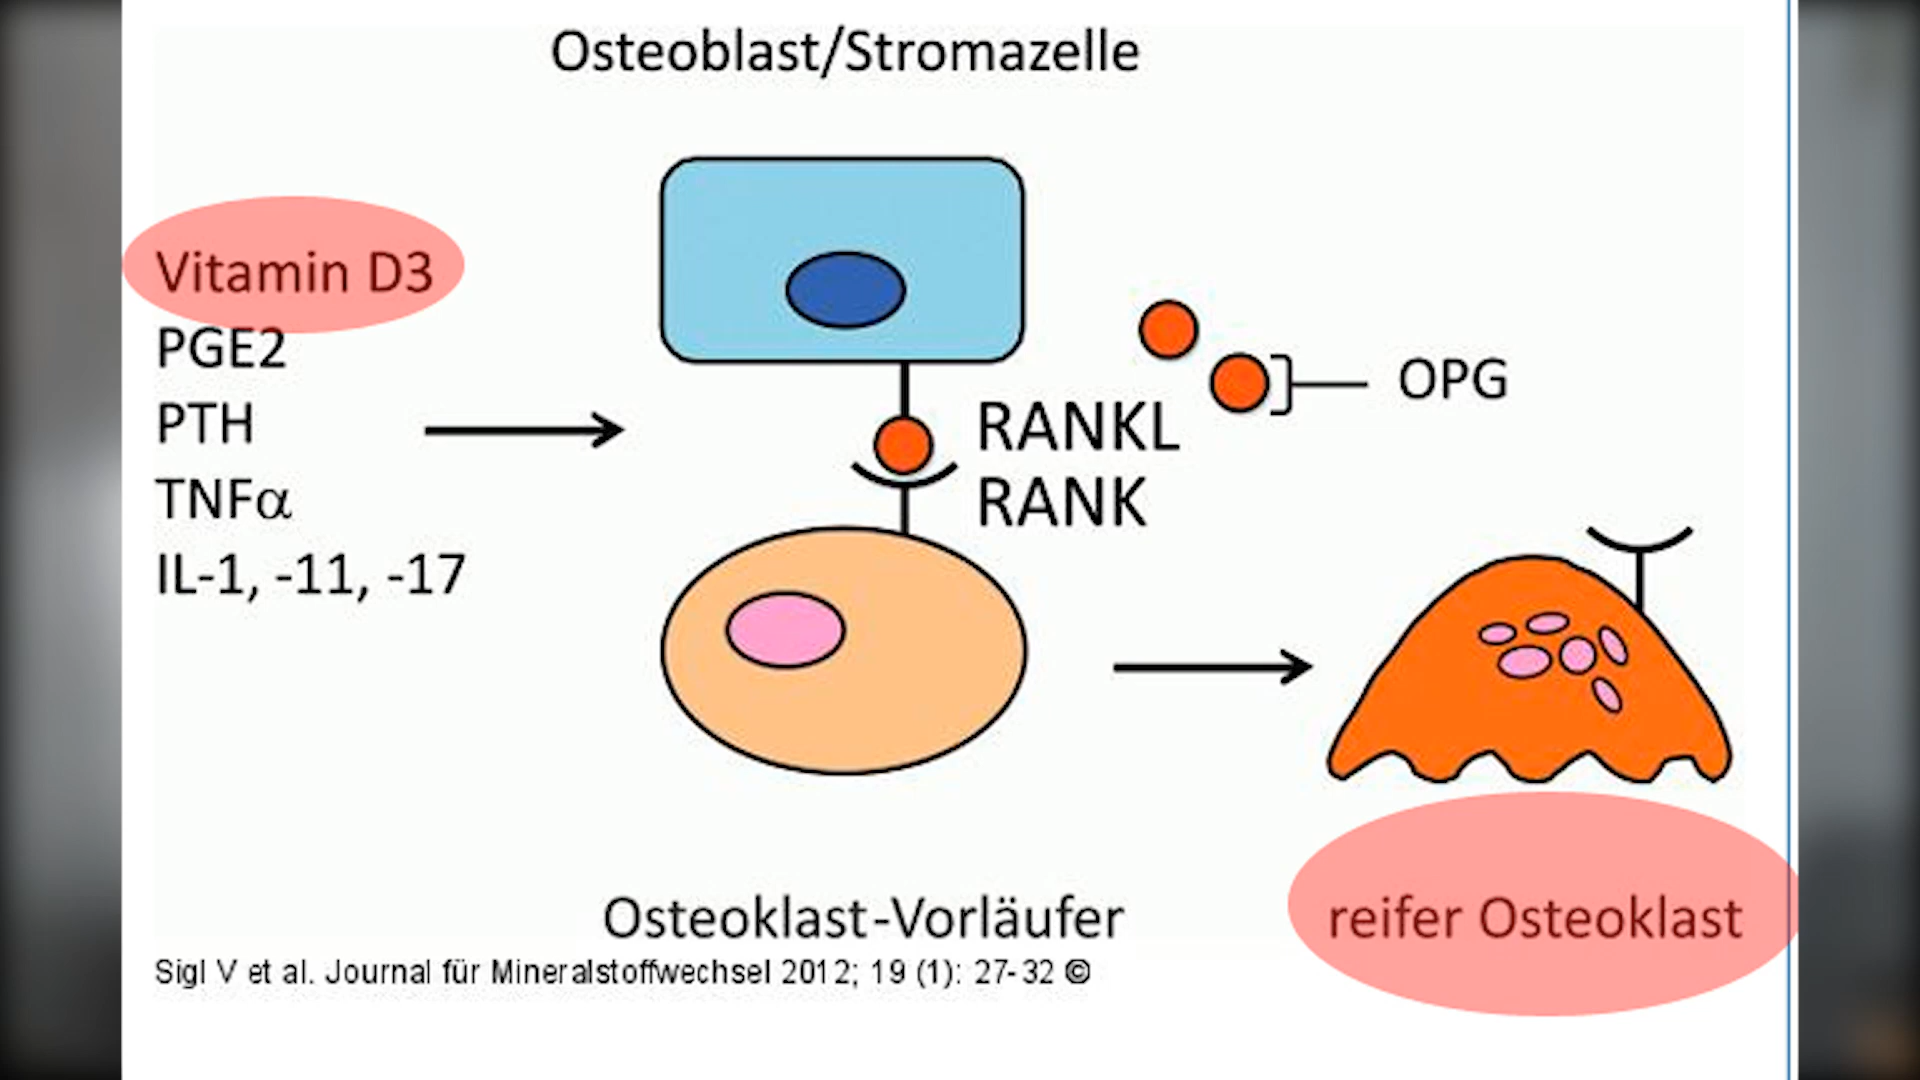 Osteoblast/Stromazelle
Vitamin D3
PGE2
PTH
TNFα
IL-1, -11, -17
OPG
RANKL
RANK
Osteoklast-Vorläufer
reifer Osteoklast
Sigl V et al. Journal für Mineralstoffwechsel 2012; 19 (1): 27-32 ©